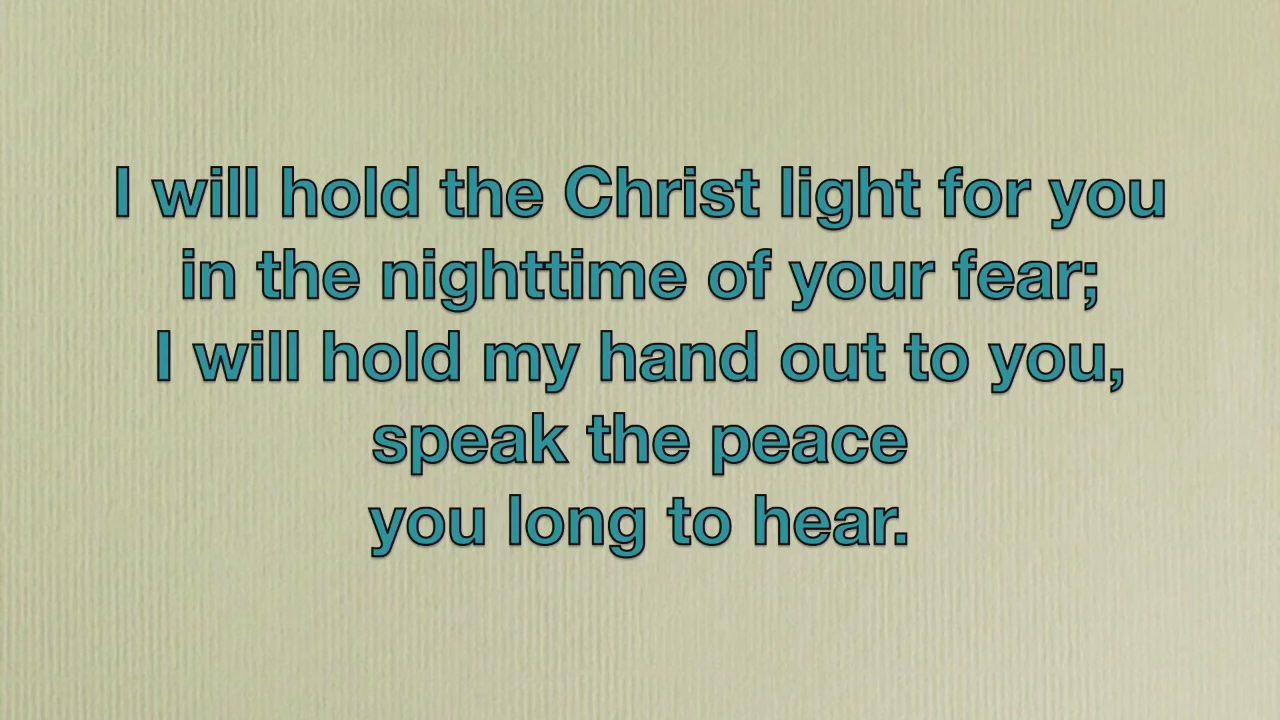 I will hold the Christ light for you
in the nighttime of your fear;
I will hold my hand out to you,
speak the peace
you long to hear.